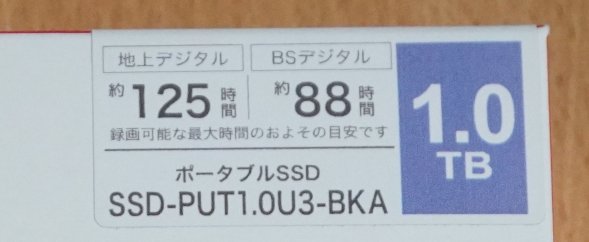 地上デジタル BSデジタル
約125時間 約88時間
録画可能な最大時間のおよその目安です
ポータブルSSD
SSD-PUT1.0U3-BKA
1.0
TB